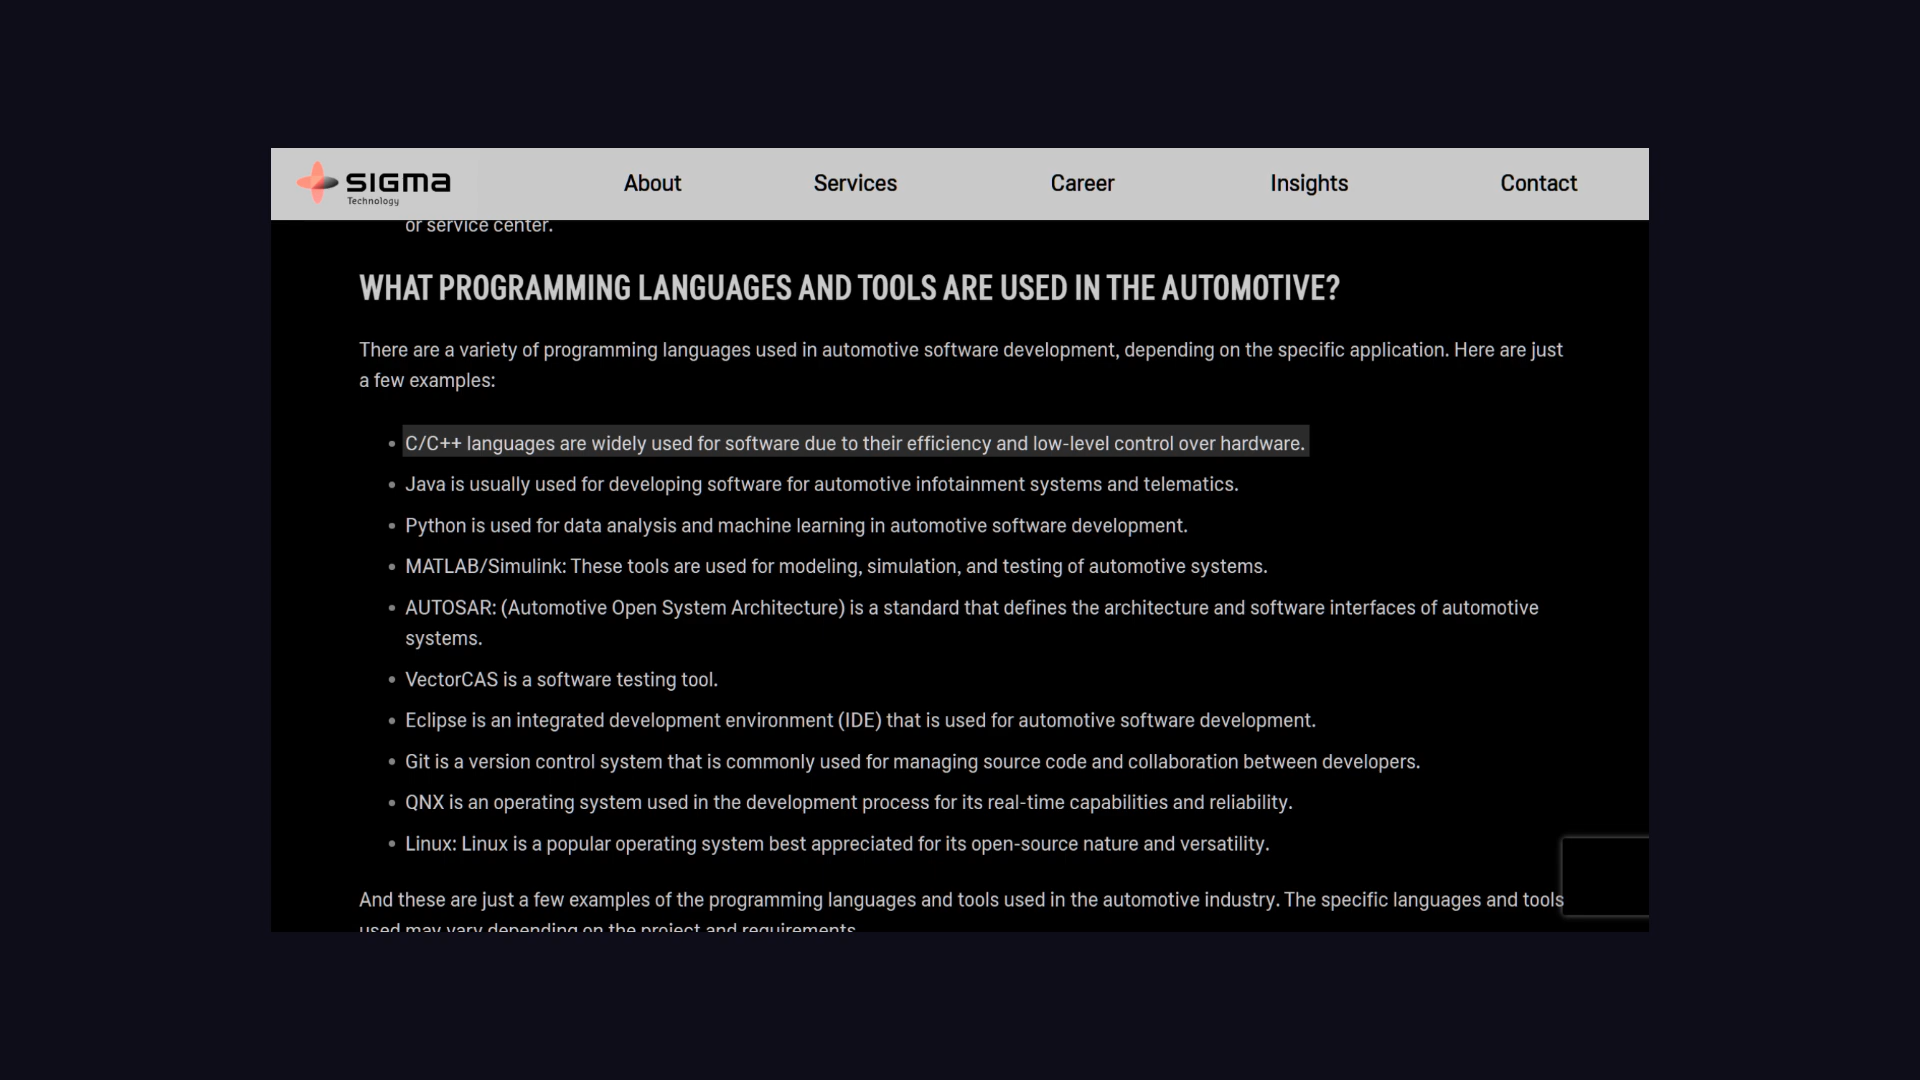 SIGMA
Technology
About
Services
Career
Insights
Contact
or service center.
WHAT PROGRAMMING LANGUAGES AND TOOLS ARE USED IN THE AUTOMOTIVE?
There are a variety of programming languages used in automotive software development, depending on the specific application. Here are just
a few examples:
• C/C++ languages are widely used for software due to their efficiency and low-level control over hardware.
• Java is usually used for developing software for automotive infotainment systems and telematics.
• Python is used for data analysis and machine learning in automotive software development.
• MATLAB/Simulink: These tools are used for modeling, simulation, and testing of automotive systems.
• AUTOSAR: (Automotive Open System Architecture) is a standard that defines the architecture and software interfaces of automotive
systems.
• VectorCAS is a software testing tool.
• Eclipse is an integrated development environment (IDE) that is used for automotive software development.
• Git is a version control system that is commonly used for managing source code and collaboration between developers.
• QNX is an operating system used in the development process for its real-time capabilities and reliability.
• Linux: Linux is a popular operating system best appreciated for its open-source nature and versatility.
And these are just a few examples of the programming languages and tools used in the automotive industry. The specific languages and tools
used may vary depending on the project and requirements.